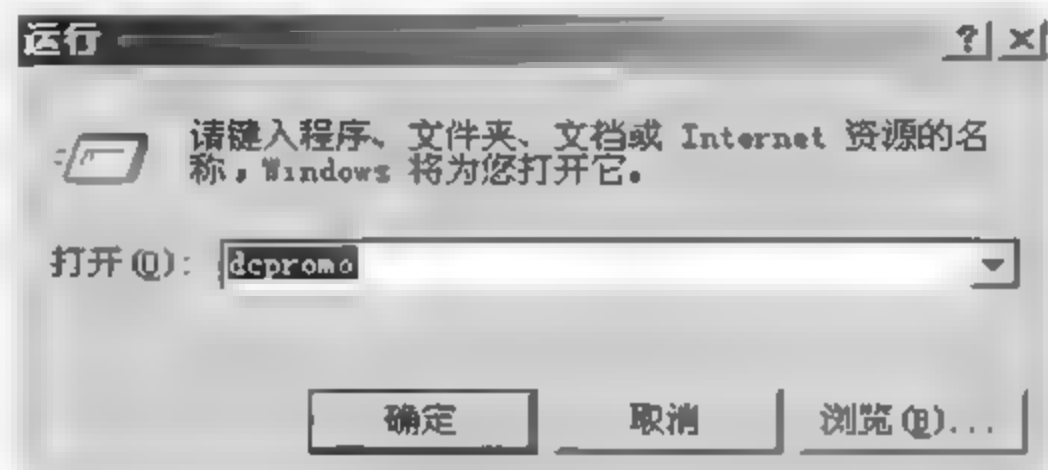 运行
请键入程序、文件夹、文档或 Internet 资源的名
称，Windows 将为您打开它。
打开(O): dcpromo
确定 取消 浏览(B)...